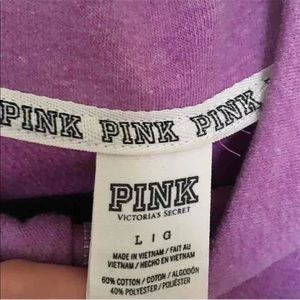 PINK PINK PINK
PINK
VICTORIA'S SECRET
L | G
MADE IN VIETNAM / FAIT AU
VIETNAM / HECHO EN VIETNAM
60% COTTON / COTON / ALGODÓN
40% POLYESTER / POLIÉSTER